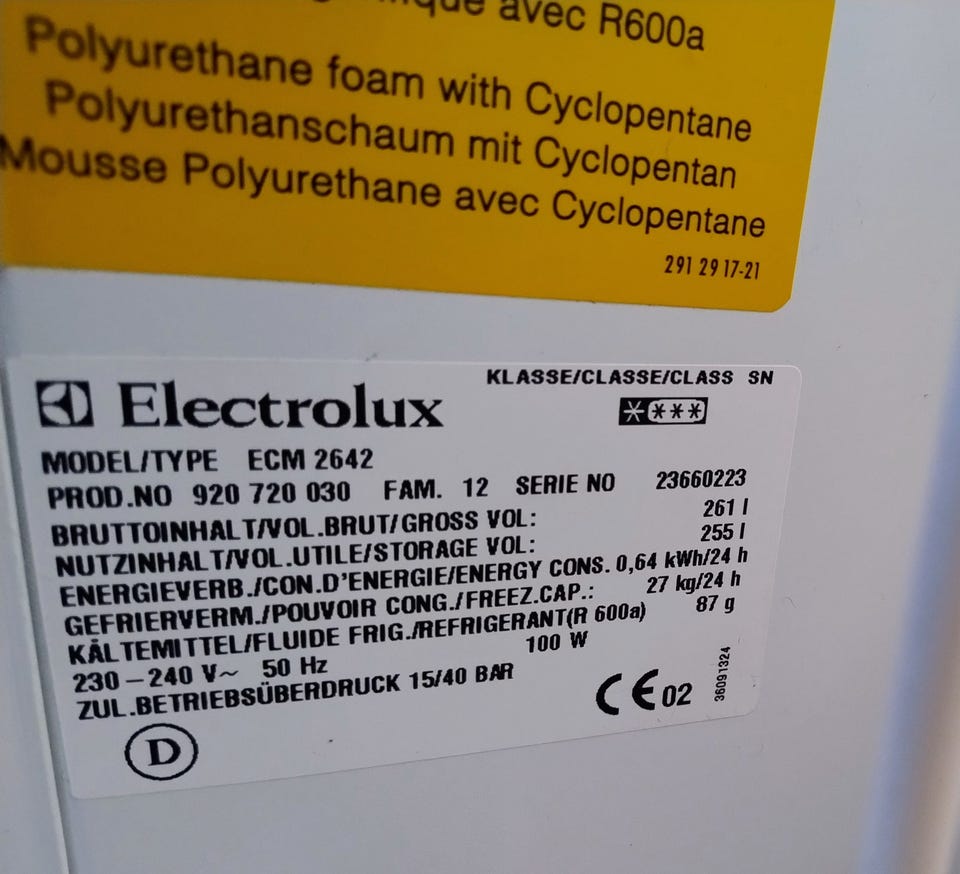 avec R600a
Polyurethane foam with Cyclopentane
Polyurethanschaum mit Cyclopentan
Mousse Polyurethane avec Cyclopentane
291 29 17-21
KLASSE/CLASSE/CLASS SN
Electrolux
****
MODEL/TYPE ECM 2642
PROD.NO 920 720 030 FAM. 12 SERIE NO 23660223
BRUTTOINHALT/VOL.BRUT/GROSS VOL: 261 l
NUTZINHALT/VOL.UTILE/STORAGE VOL: 255 l
ENERGIEVERB./CON.D'ENERGIE/ENERGY CONS. 0,64 kWh/24 h
GEFRIERVERM./POUVOIR CONG./FREEZ.CAP.: 27 kg/24 h
KÄLTEMITTEL/FLUIDE FRIG./REFRIGERANT(R 600a) 87 g
230-240 V~ 50 Hz 100 W
ZUL.BETRIEBSÜBERDRUCK 15/40 BAR
CE 02
36091324
D